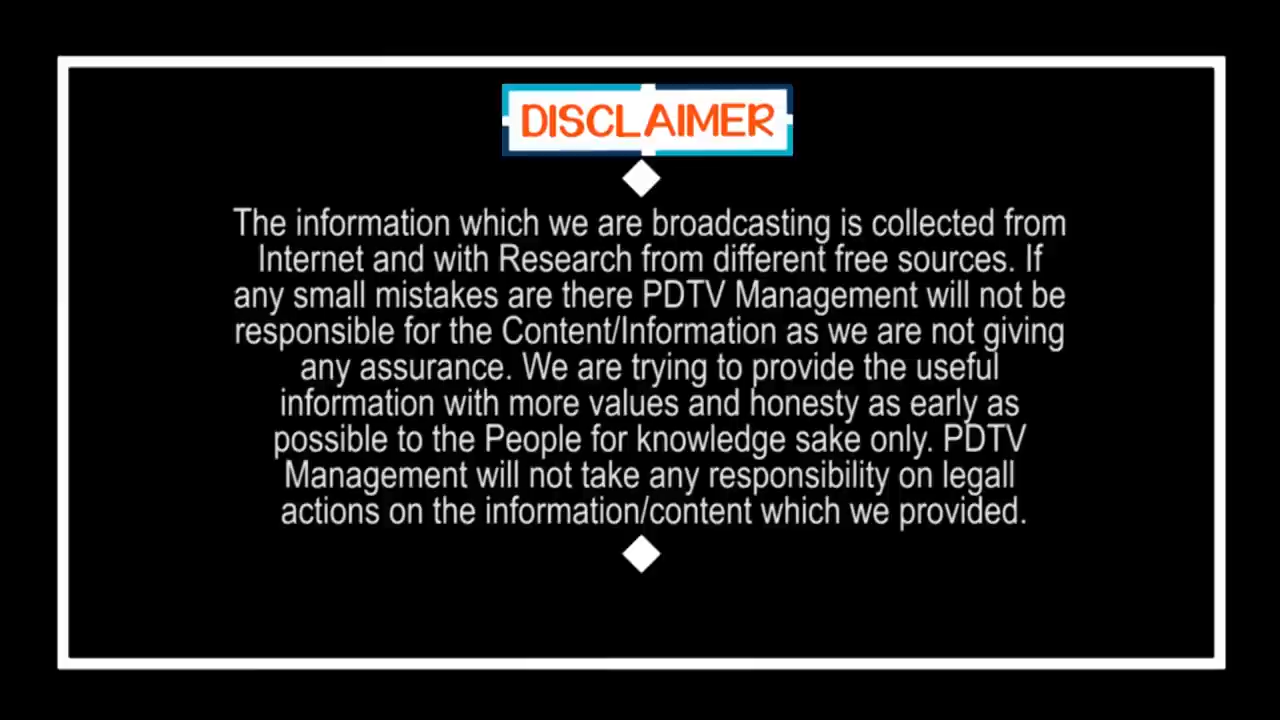 DISCLAIMER
The information which we are broadcasting is collected from
Internet and with Research from different free sources. If
any small mistakes are there PDTV Management will not be
responsible for the Content/Information as we are not giving
any assurance. We are trying to provide the useful
information with more values and honesty as early as
possible to the People for knowledge sake only. PDTV
Management will not take any responsibility on legall
actions on the information/content which we provided.